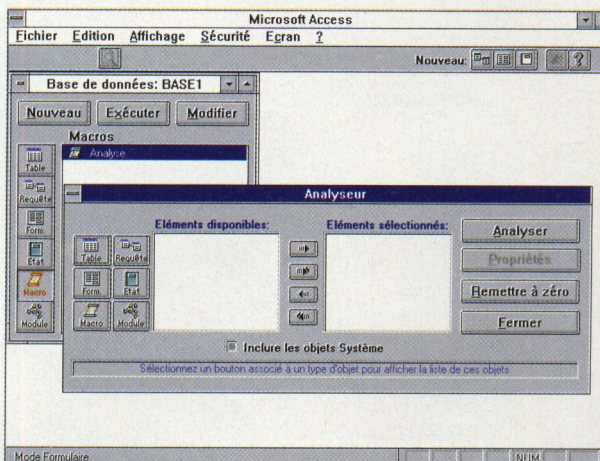 Microsoft Access
Fichier Edition Affichage Sécurité Ecran ?
Nouveau:
Base de données: BASE1
Nouveau Exécuter Modifier
Macros
Table
Requête
Form.
Etat
Macro
Module
Analyse
Analyseur
Eléments disponibles:
Eléments sélectionnés:
Table Requête
Form. Etat
Macro Module
Analyser
Propriétés
Remettre à zéro
Fermer
Inclure les objets Système
Sélectionnez un bouton associé à un type d'objet pour afficher la liste de ces objets
Mode Formulaire
NUM